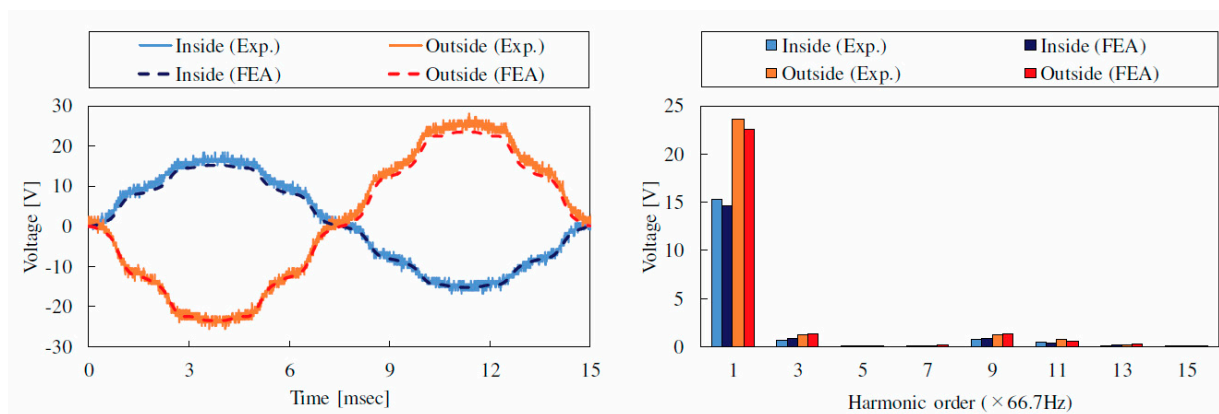 Inside (Exp.) Outside (Exp.)
Inside (FEA) Outside (FEA)
30
20
10
0
-10
-20
-30
Voltage [V]
0 3 6 9 12 15
Time [msec]
Inside (Exp.) Inside (FEA)
Outside (Exp.) Outside (FEA)
25
20
15
10
5
0
Voltage [V]
1 3 5 7 9 11 13 15
Harmonic order (×66.7Hz)